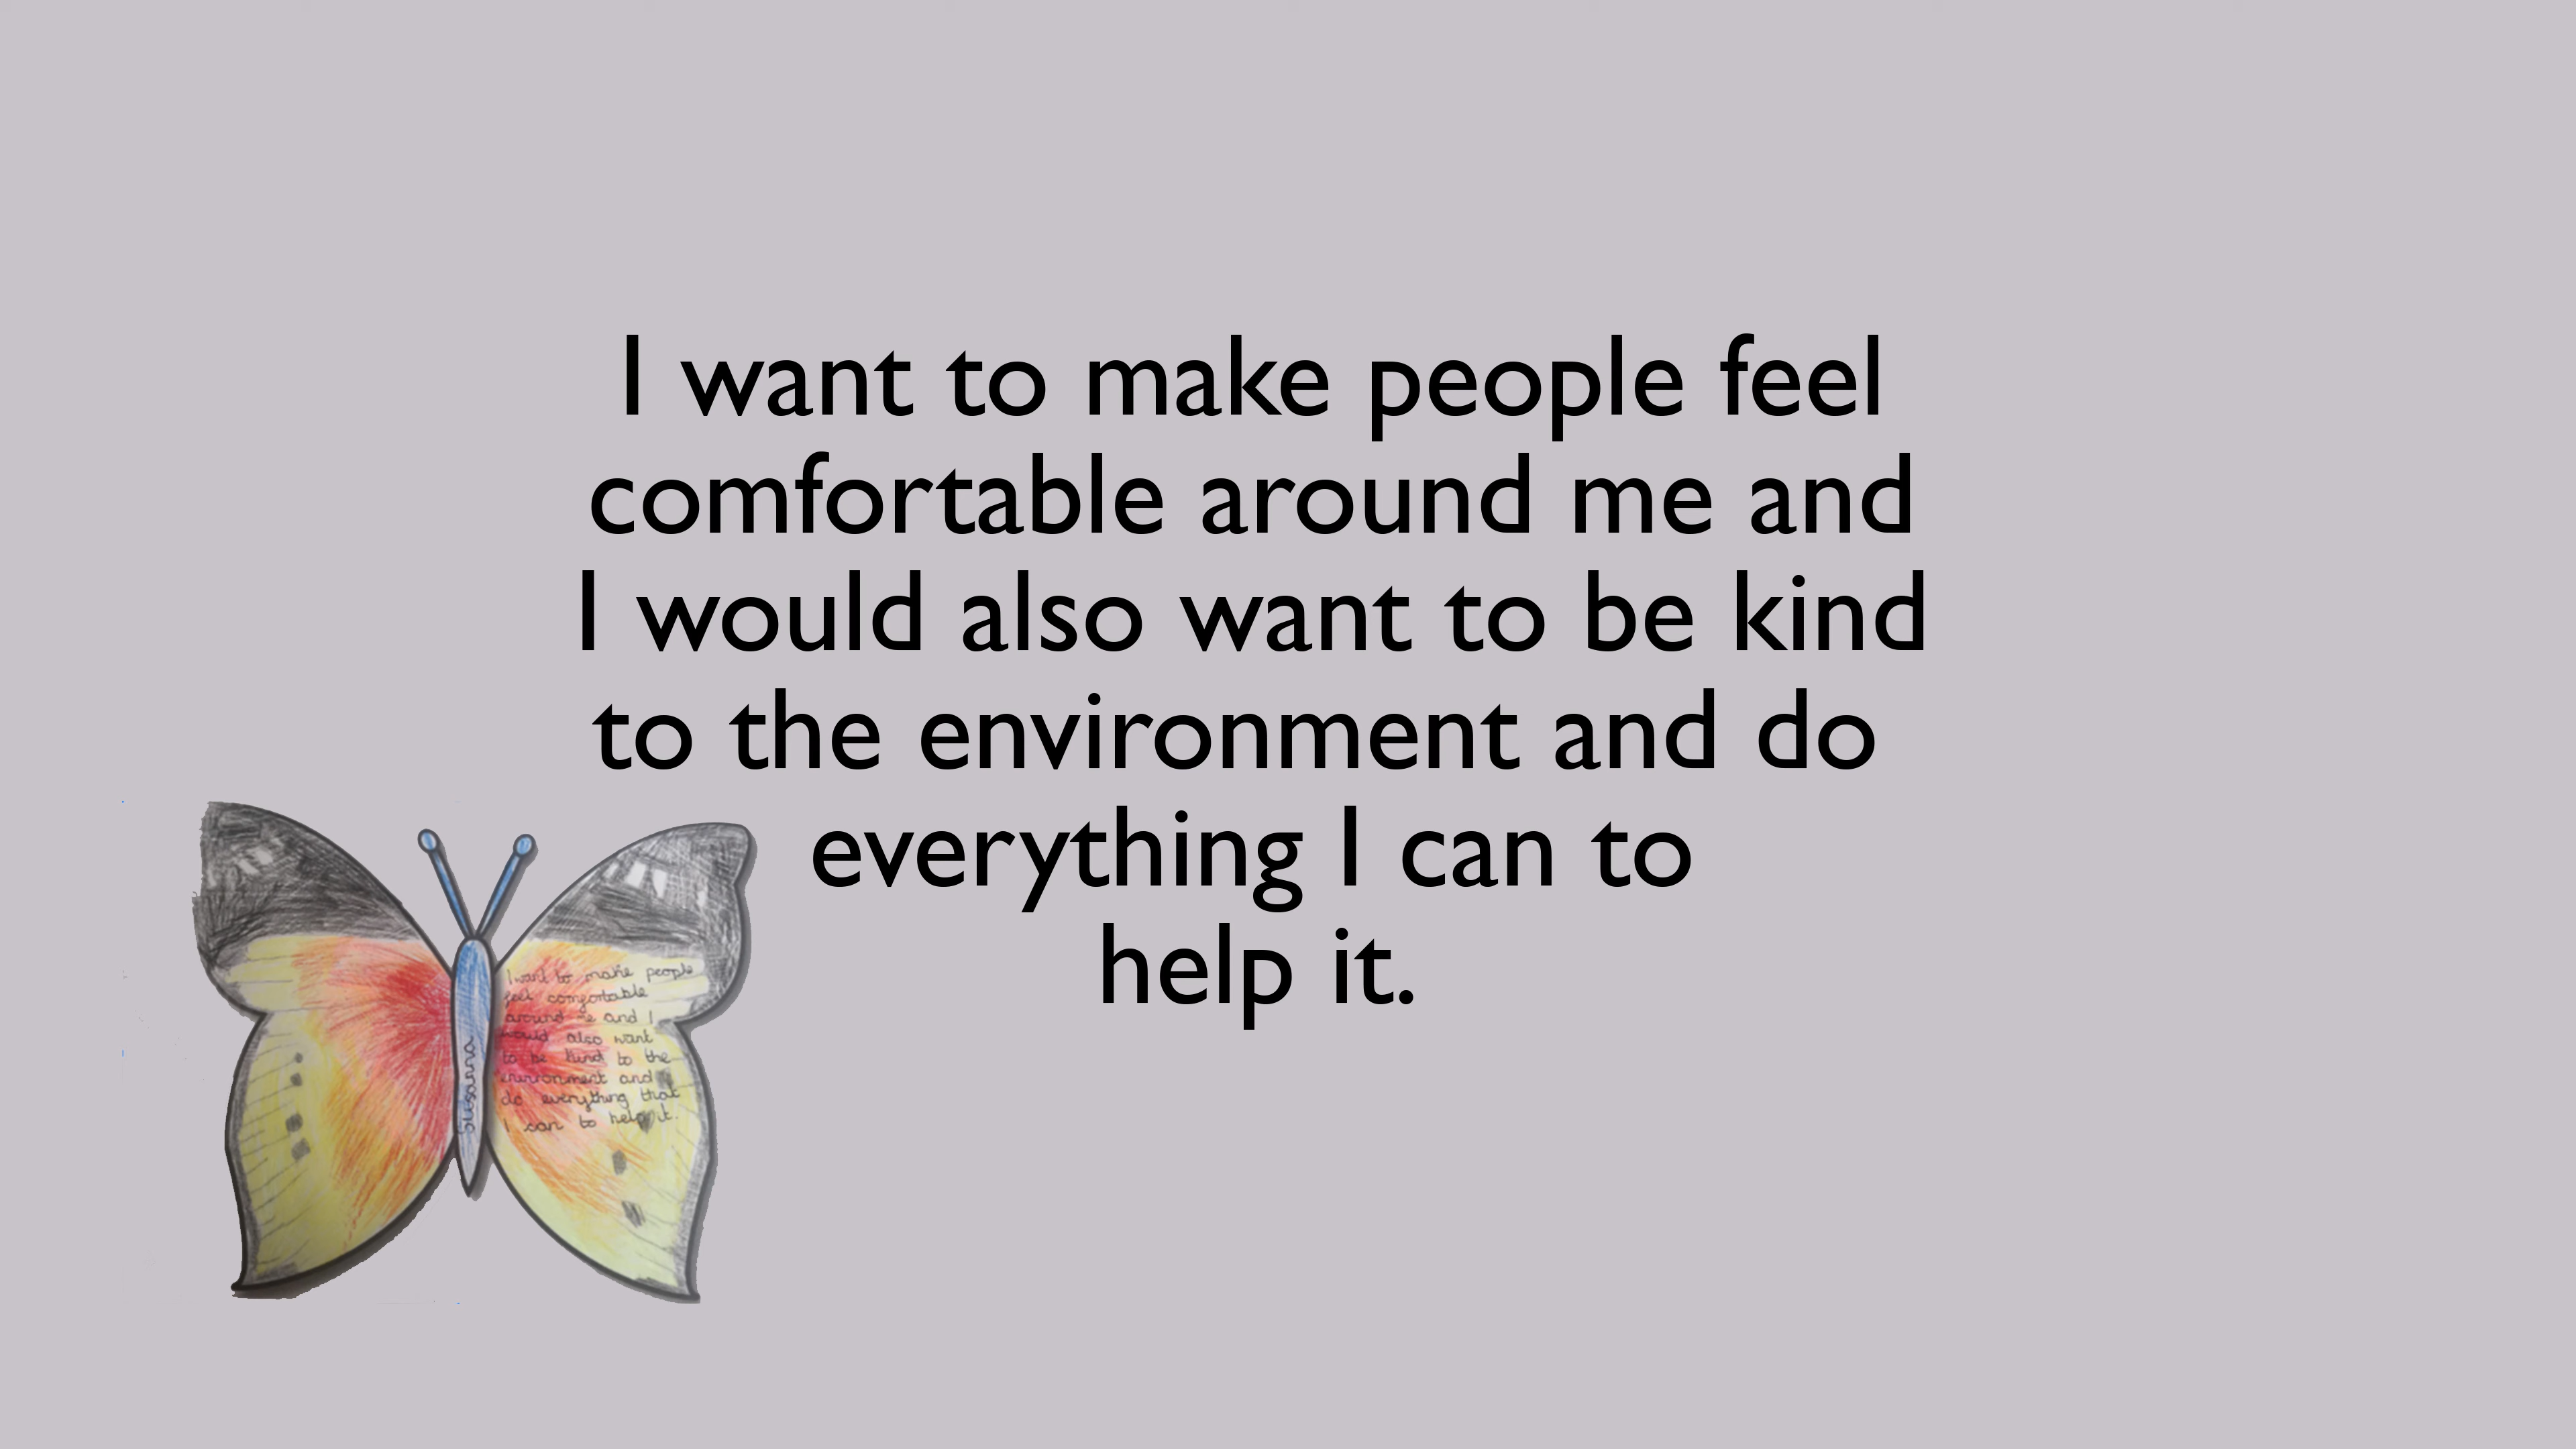 I want to make people feel
comfortable around me and
I would also want to be kind
to the environment and do
everything I can to
help it.
I want to make people
feel comfortable
around me and I
would also want
to be kind to the
environment and
do everything that
I can to help it.
Susanna